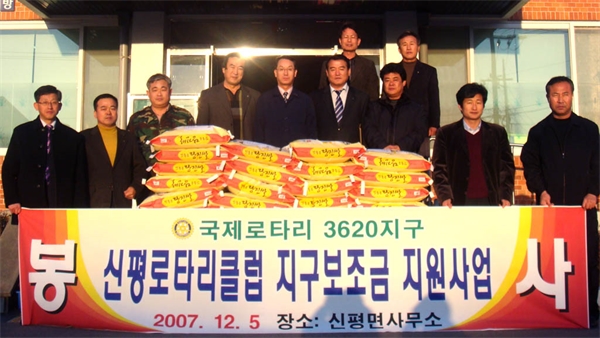 방
국제로타리 3620지구
봉 신평로타리클럽 지구보조금 지원사업 사
2007. 12. 5 장소: 신평면사무소